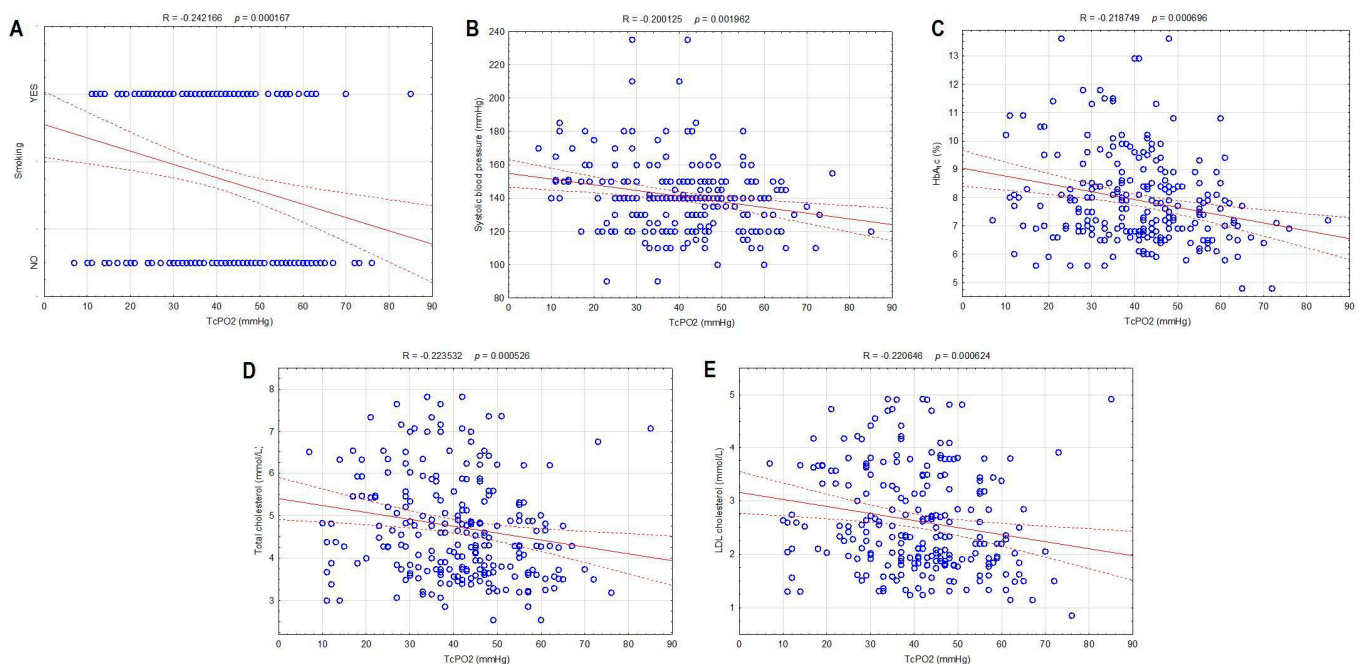 A
R = -0.242166 p = 0.000167
YES
Smoking
NO
0 10 20 30 40 50 60 70 80 90
TcPO2 (mmHg)
B
R = -0.200125 p = 0.001962
240
220
200
180
160
140
120
100
80
Systolic blood pressure (mmHg)
0 10 20 30 40 50 60 70 80 90
TcPO2 (mmHg)
C
R = -0.218749 p = 0.000696
13
12
11
10
9
8
7
6
5
HbA₁c (%)
0 10 20 30 40 50 60 70 80 90
TcPO2 (mmHg)
D
R = -0.223532 p = 0.000526
8
7
6
5
4
3
Total cholesterol (mmol/L)
0 10 20 30 40 50 60 70 80 90
TcPO2 (mmHg)
E
R = -0.220646 p = 0.000624
5
4
3
2
1
LDL cholesterol (mmol/L)
0 10 20 30 40 50 60 70 80 90
TcPO2 (mmHg)